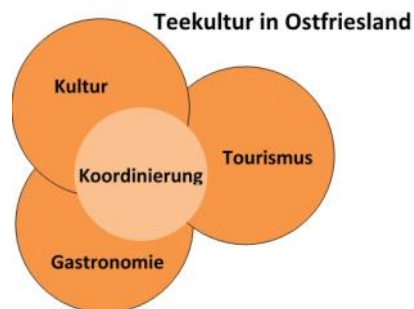 Teekultur in Ostfriesland
Kultur
Tourismus
Koordinierung
Gastronomie